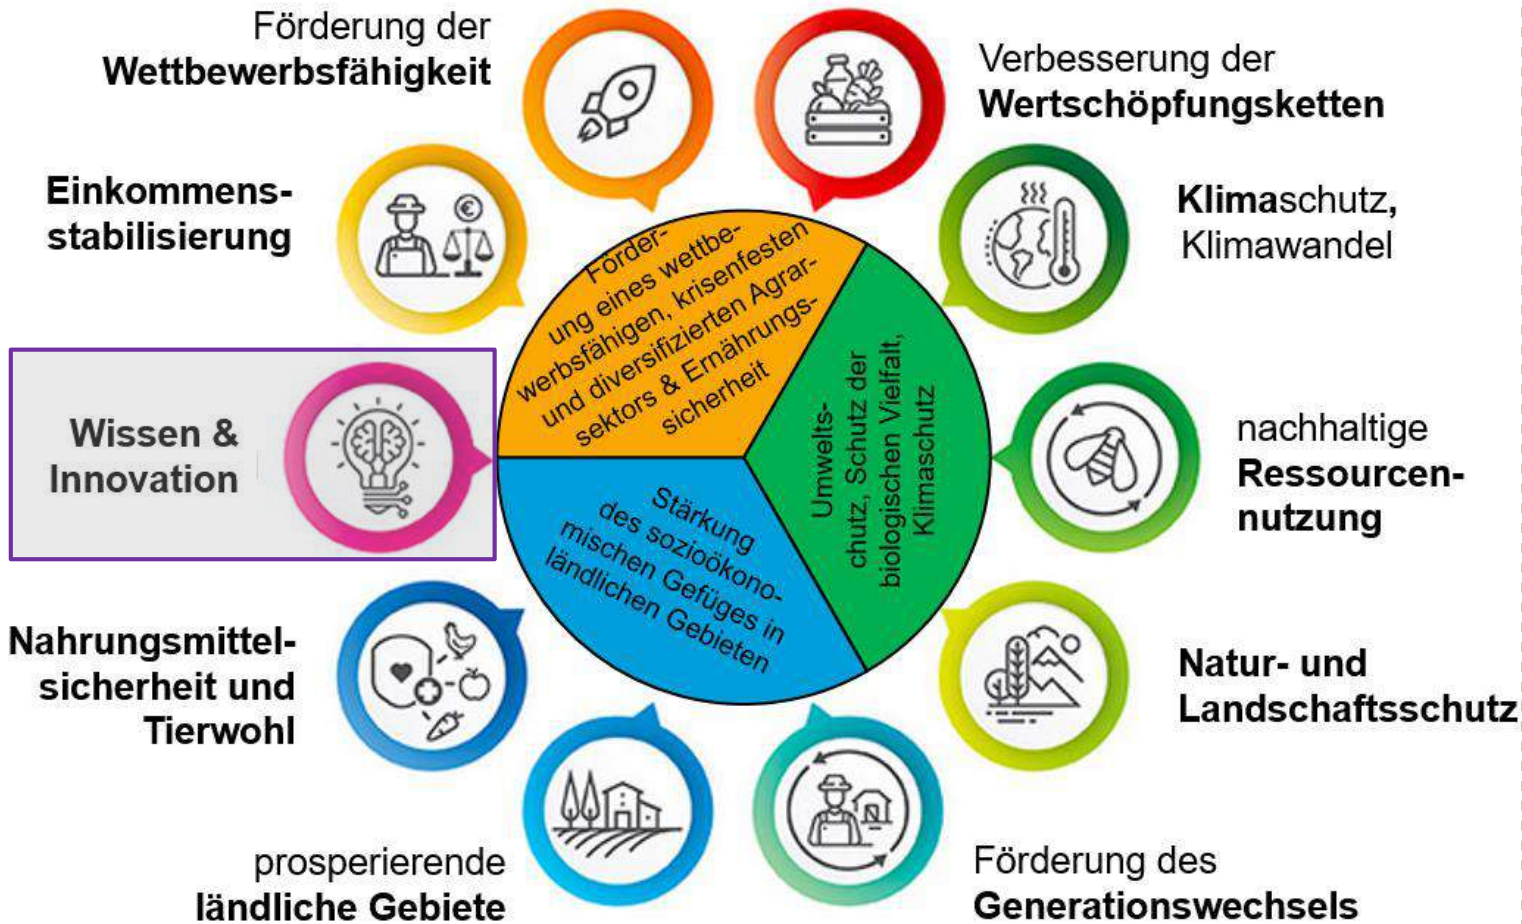 Förderung der
Wettbewerbsfähigkeit
Verbesserung der
Wertschöpfungsketten
Einkommens-
stabilisierung
Klimaschutz,
Klimawandel
Förder-
ung eines wettbe-
werbsfähigen, krisenfesten
und diversifizierten Agrar-
sektors & Ernährungs-
sicherheit
Umwelts-
chutz, Schutz der
biologischen Vielfalt,
Klimaschutz
Wissen &
Innovation
nachhaltige
Ressourcen-
nutzung
Stärkung
des sozioökono-
mischen Gefüges in
ländlichen Gebieten
Nahrungsmittel-
sicherheit und
Tierwohl
Natur- und
Landschaftsschutz
prosperierende
ländliche Gebiete
Förderung des
Generationswechsels